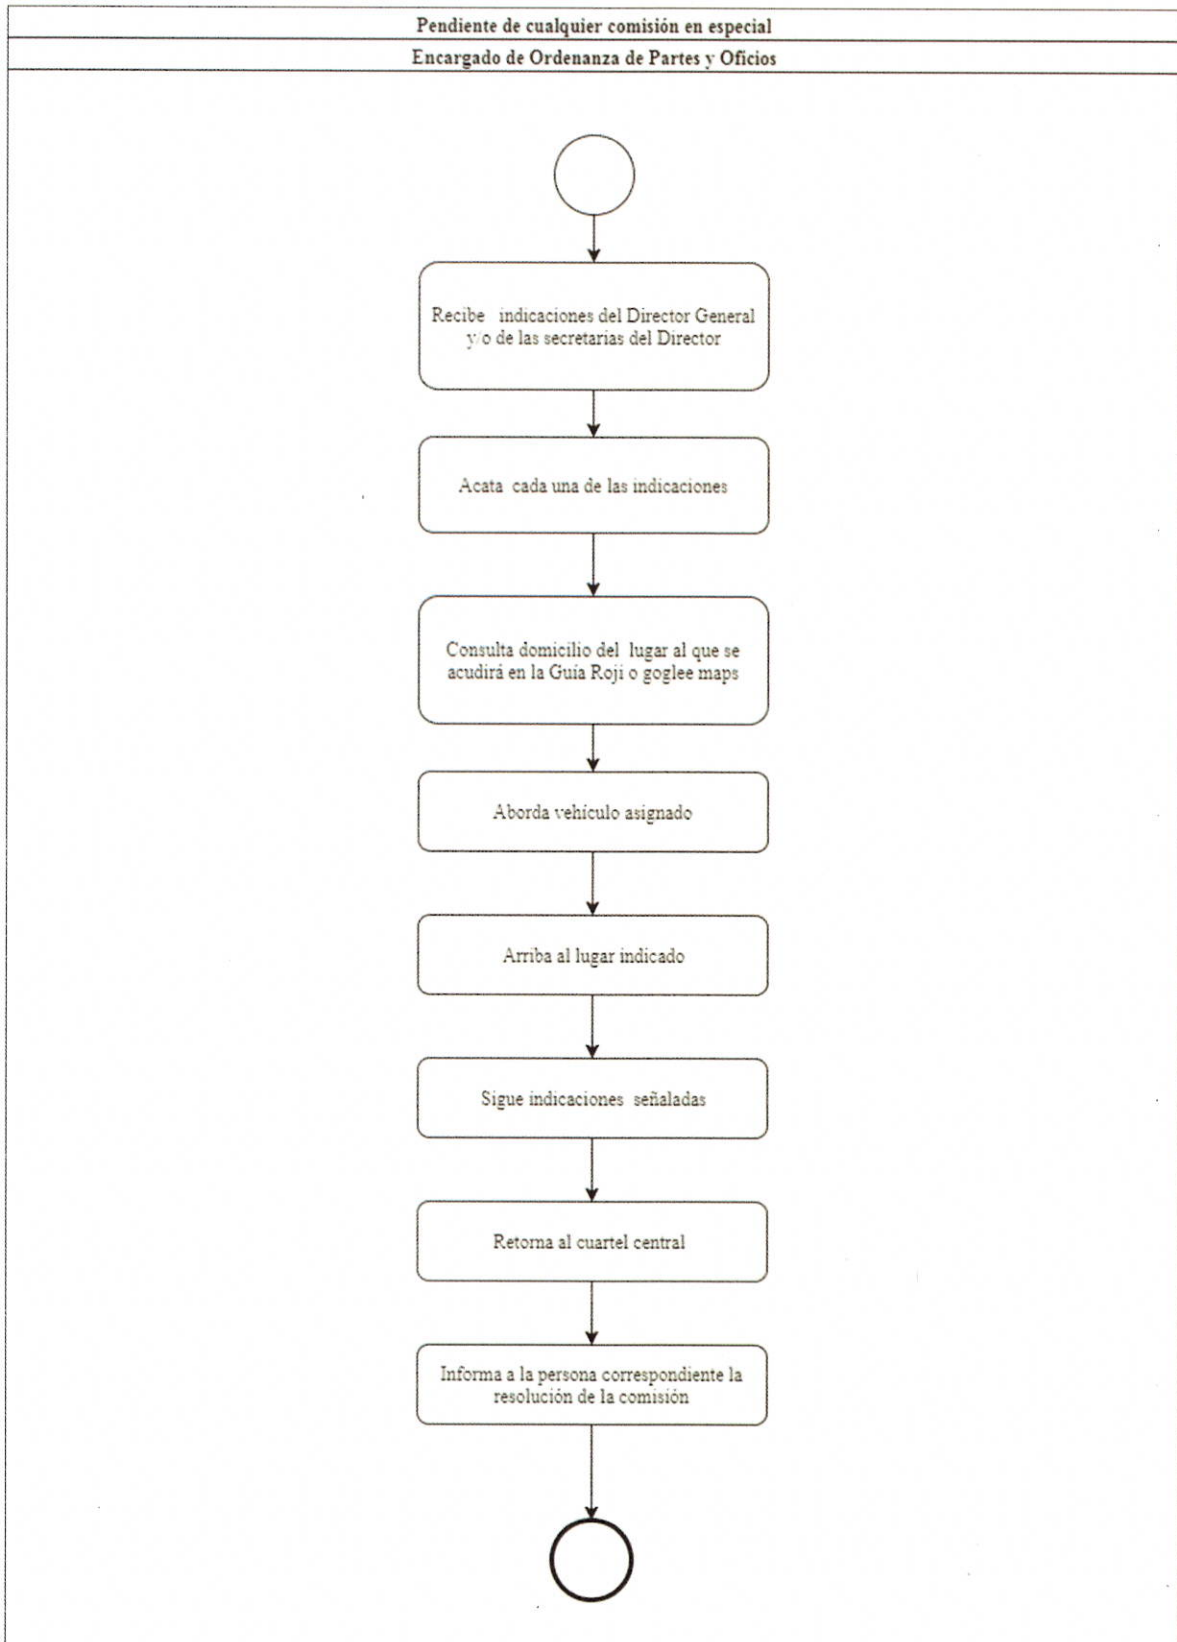 Pendiente de cualquier comisión en especial
Encargado de Ordenanza de Partes y Oficios
Recibe indicaciones del Director General
y/o de las secretarias del Director
Acata cada una de las indicaciones
Consulta domicilio del lugar al que se
acudirá en la Guía Roji o goglee maps
Aborda vehículo asignado
Arriba al lugar indicado
Sigue indicaciones señaladas
Retorna al cuartel central
Informa a la persona correspondiente la
resolución de la comisión